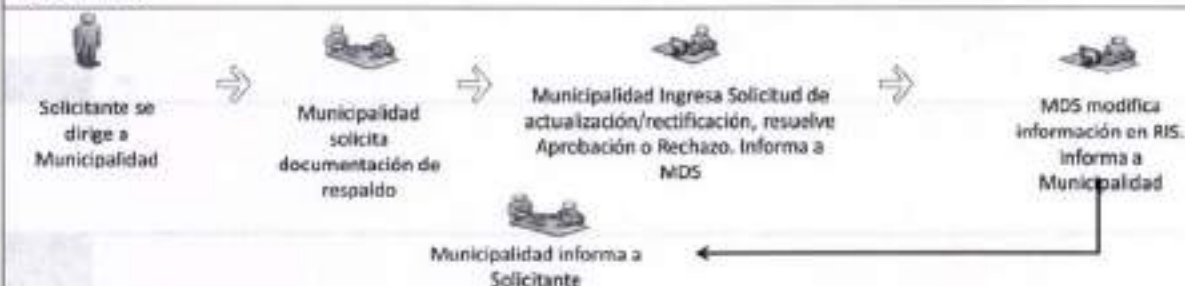 Solicitante se
dirige a
Municipalidad
Municipalidad
solicita
documentación de
respaldo
Municipalidad Ingresa Solicitud de
actualización/rectificación, resuelve
Aprobación o Rechazo. Informa a
MDS
MDS modifica
información en RIS.
Informa a
Municipalidad
Municipalidad informa a
Solicitante